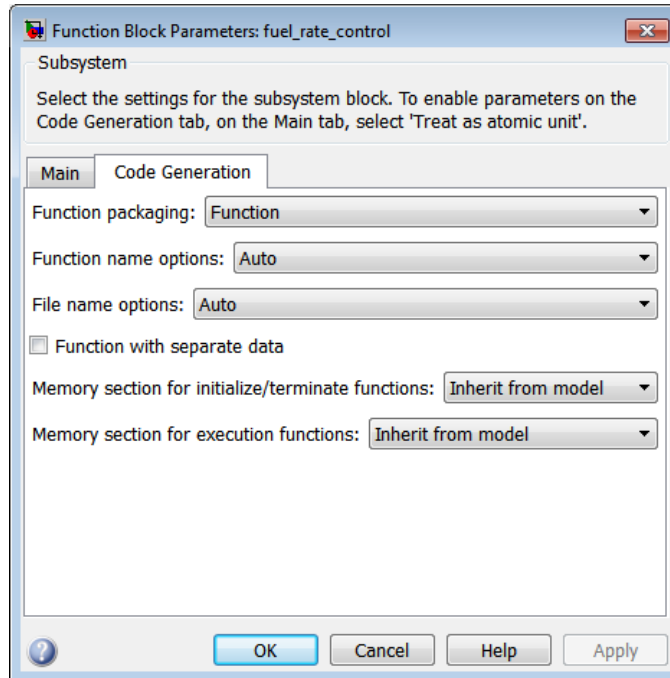 Function Block Parameters: fuel_rate_control
Subsystem
Select the settings for the subsystem block. To enable parameters on the
Code Generation tab, on the Main tab, select 'Treat as atomic unit'.
Main Code Generation
Function packaging: Function
Function name options: Auto
File name options: Auto
Function with separate data
Memory section for initialize/terminate functions: Inherit from model
Memory section for execution functions: Inherit from model
? OK Cancel Help Apply